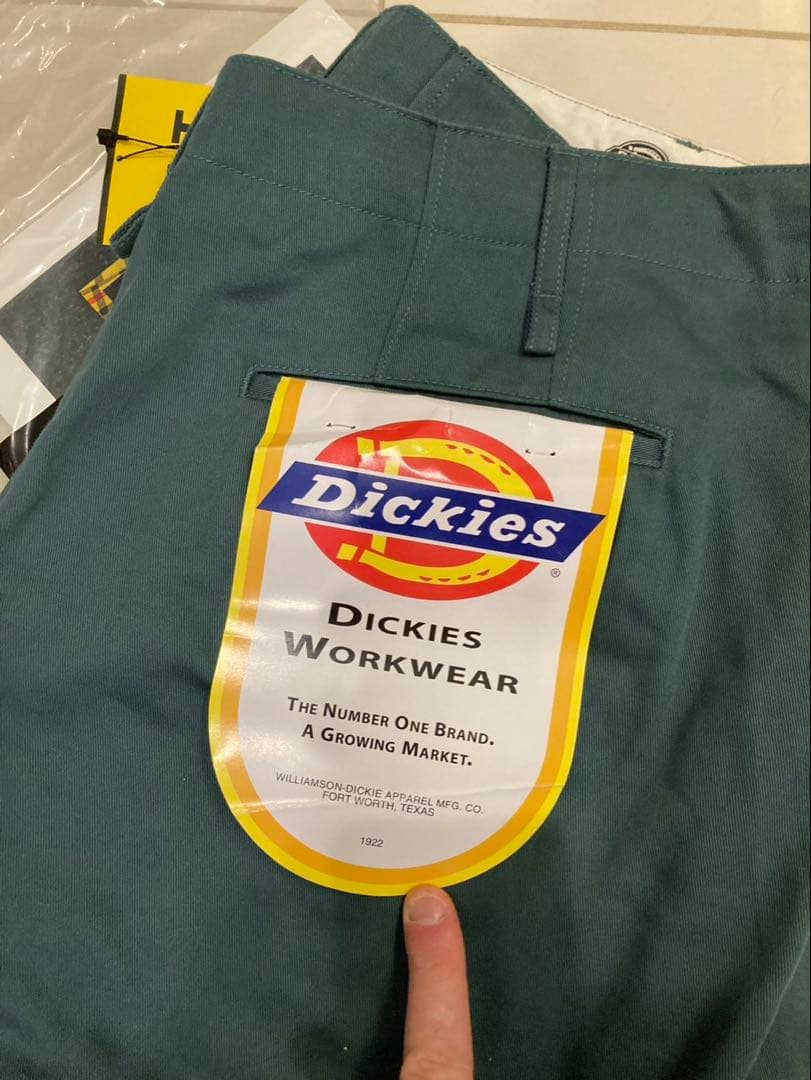 H
Dickies
®
DICKIES
WORKWEAR
THE NUMBER ONE BRAND.
A GROWING MARKET.
WILLIAMSON-DICKIE APPAREL MFG. CO.
FORT WORTH, TEXAS
1922